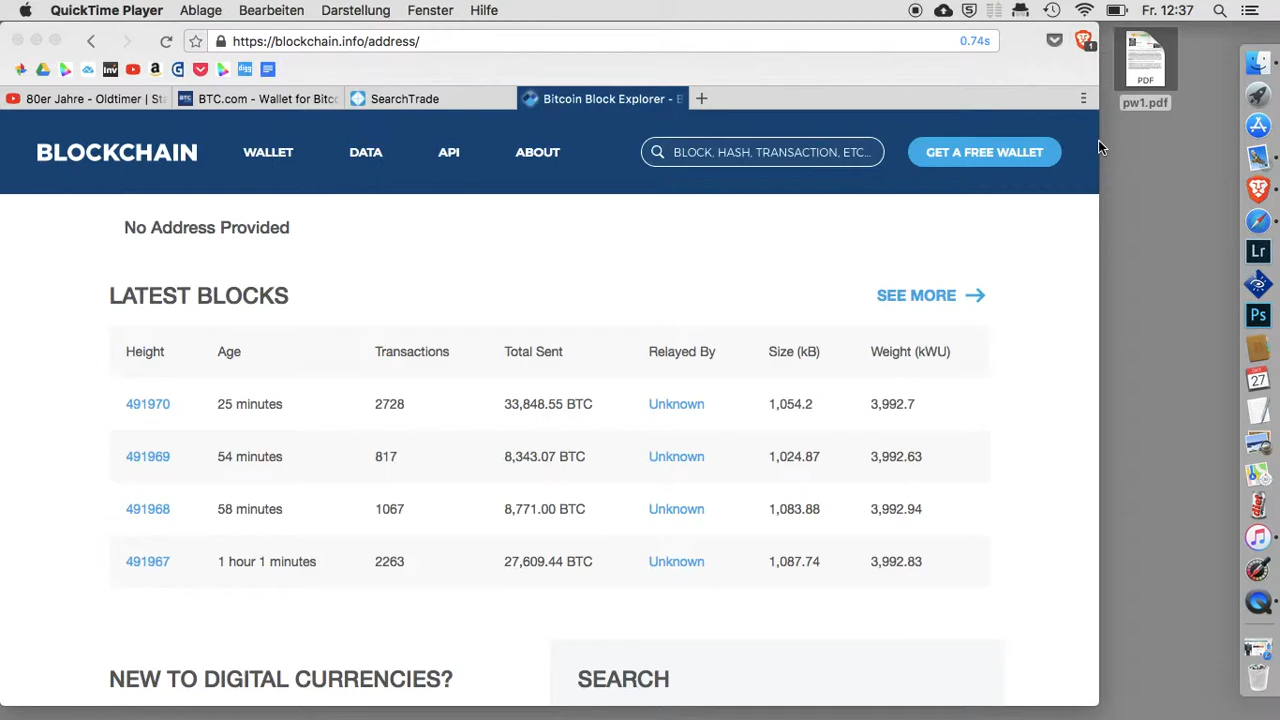 QuickTime Player Ablage Bearbeiten Darstellung Fenster Hilfe Fr. 12:37
https://blockchain.info/address/ 0.74s
80er Jahre - Oldtimer | Sta BTC.com - Wallet for Bitco SearchTrade Bitcoin Block Explorer - B
PDF
pw1.pdf
BLOCKCHAIN WALLET DATA API ABOUT BLOCK, HASH, TRANSACTION, ETC... GET A FREE WALLET
No Address Provided
LATEST BLOCKS SEE MORE
Height Age Transactions Total Sent Relayed By Size (kB) Weight (kWU)
491970 25 minutes 2728 33,848.55 BTC Unknown 1,054.2 3,992.7
491969 54 minutes 817 8,343.07 BTC Unknown 1,024.87 3,992.63
491968 58 minutes 1067 8,771.00 BTC Unknown 1,083.88 3,992.94
491967 1 hour 1 minutes 2263 27,609.44 BTC Unknown 1,087.74 3,992.83
NEW TO DIGITAL CURRENCIES? SEARCH
Lr
Ps
27